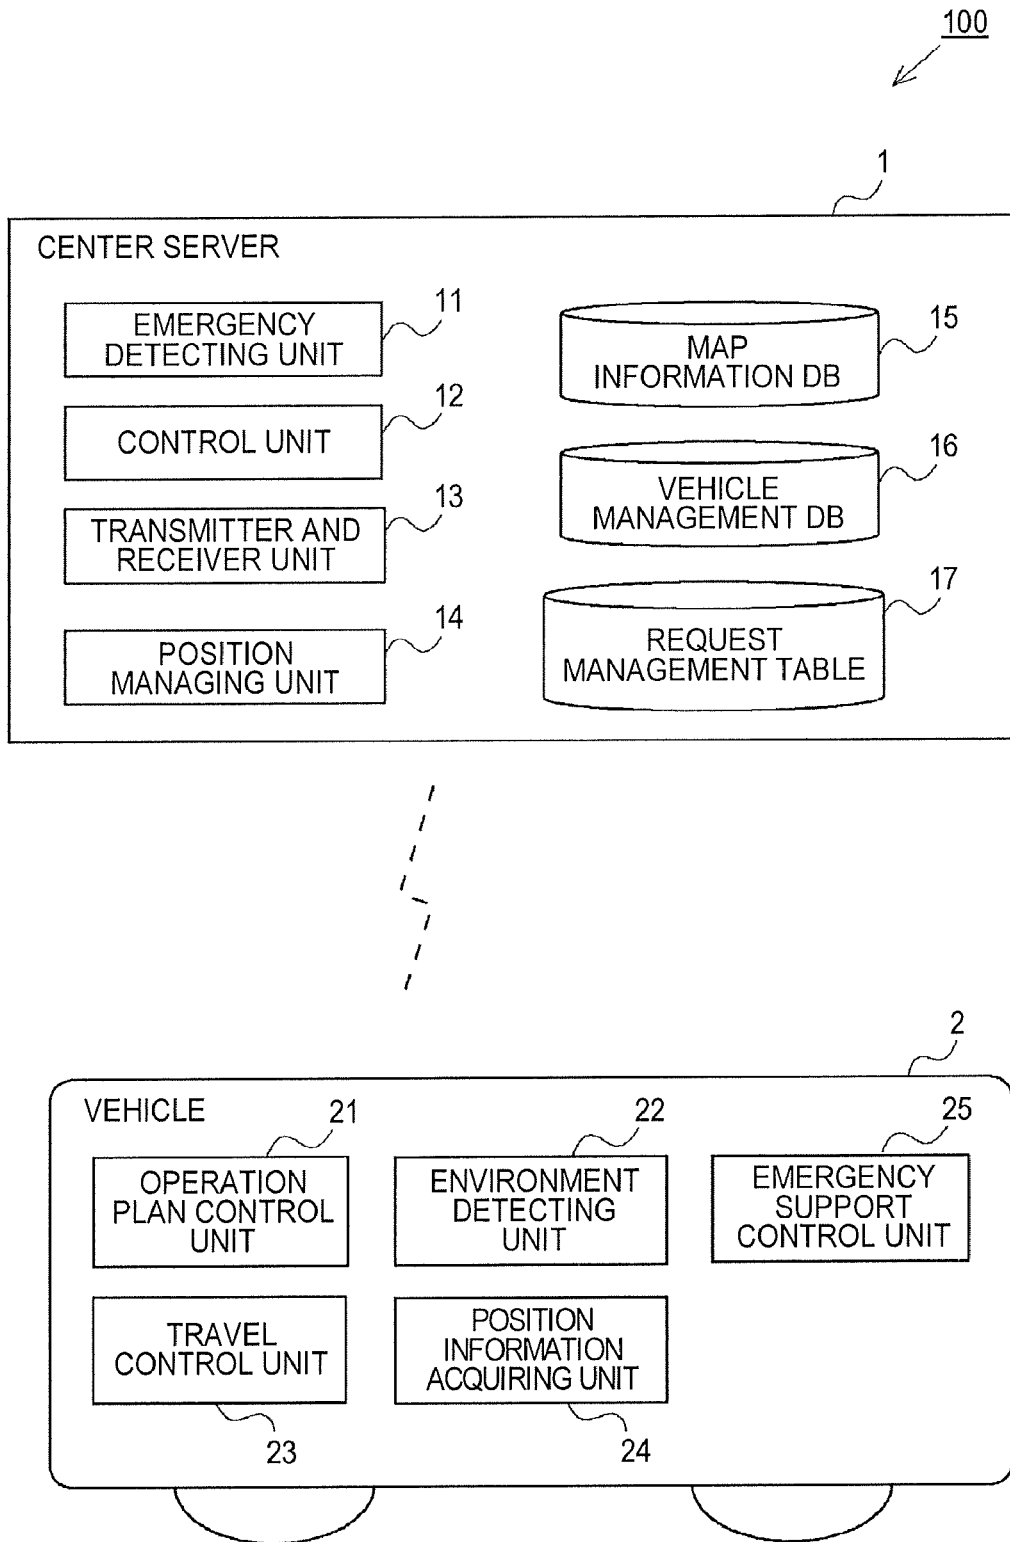 100
1
CENTER SERVER
EMERGENCY
DETECTING UNIT
11
CONTROL UNIT
12
TRANSMITTER AND
RECEIVER UNIT
13
POSITION
MANAGING UNIT
14
MAP
INFORMATION DB
15
VEHICLE
MANAGEMENT DB
16
REQUEST
MANAGEMENT TABLE
17
2
VEHICLE
21
OPERATION
PLAN CONTROL
UNIT
22
ENVIRONMENT
DETECTING
UNIT
25
EMERGENCY
SUPPORT
CONTROL UNIT
TRAVEL
CONTROL UNIT
23
POSITION
INFORMATION
ACQUIRING UNIT
24